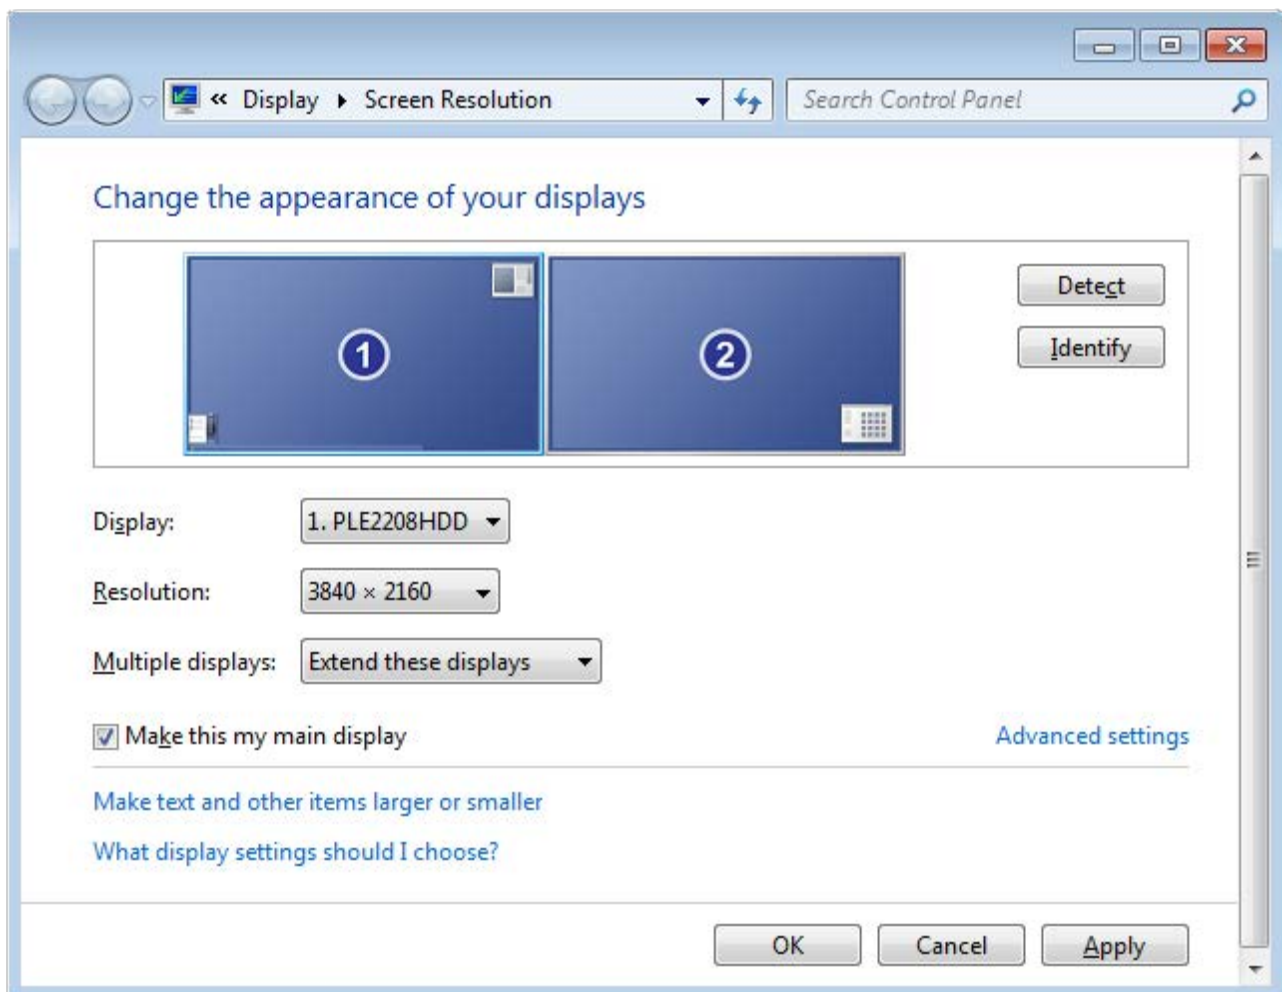 « Display ▸ Screen Resolution
Search Control Panel
Change the appearance of your displays
1
2
Detect
Identify
Display: 1. PLE2208HDD
Resolution: 3840 × 2160
Multiple displays: Extend these displays
Make this my main display
Advanced settings
Make text and other items larger or smaller
What display settings should I choose?
OK Cancel Apply